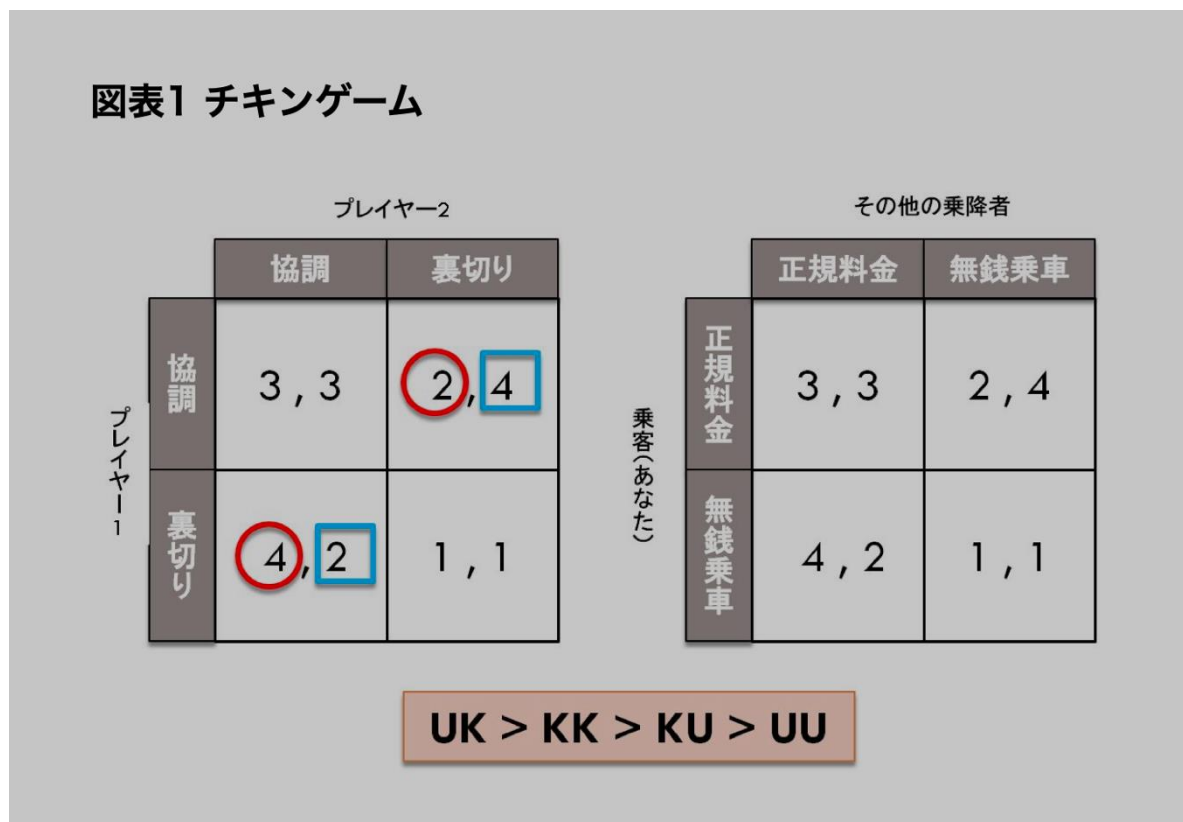 図表1 チキンゲーム
プレイヤー2
協調 裏切り
プレイヤー1
協調 3 , 3 2 , 4
裏切り 4 , 2 1 , 1
その他の乗降者
正規料金 無銭乗車
乗客(あなた)
正規料金 3 , 3 2 , 4
無銭乗車 4 , 2 1 , 1
UK > KK > KU > UU